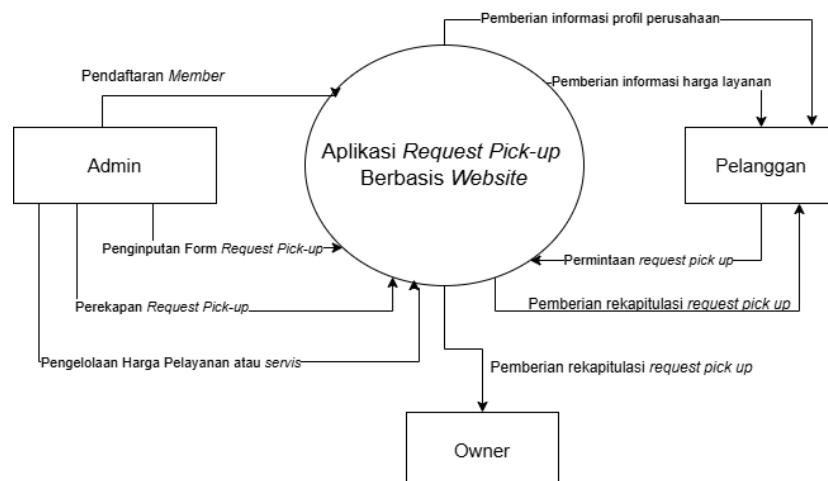 Pemberian informasi profil perusahaan
Pendaftaran Member
Pemberian informasi harga layanan
Aplikasi Request Pick-up
Berbasis Website
Admin
Pelanggan
Penginputan Form Request Pick-up
Permintaan request pick up
Perekapan Request Pick-up
Pemberian rekapitulasi request pick up
Pengelolaan Harga Pelayanan atau servis
Pemberian rekapitulasi request pick up
Owner